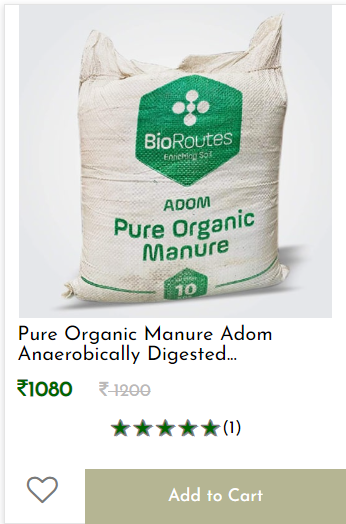 BioRoutes
Enriching Soil
ADOM
Pure Organic
Manure
10
Pure Organic Manure Adom
Anaerobically Digested...
₹1080 ₹ 1200
(1)
Add to Cart